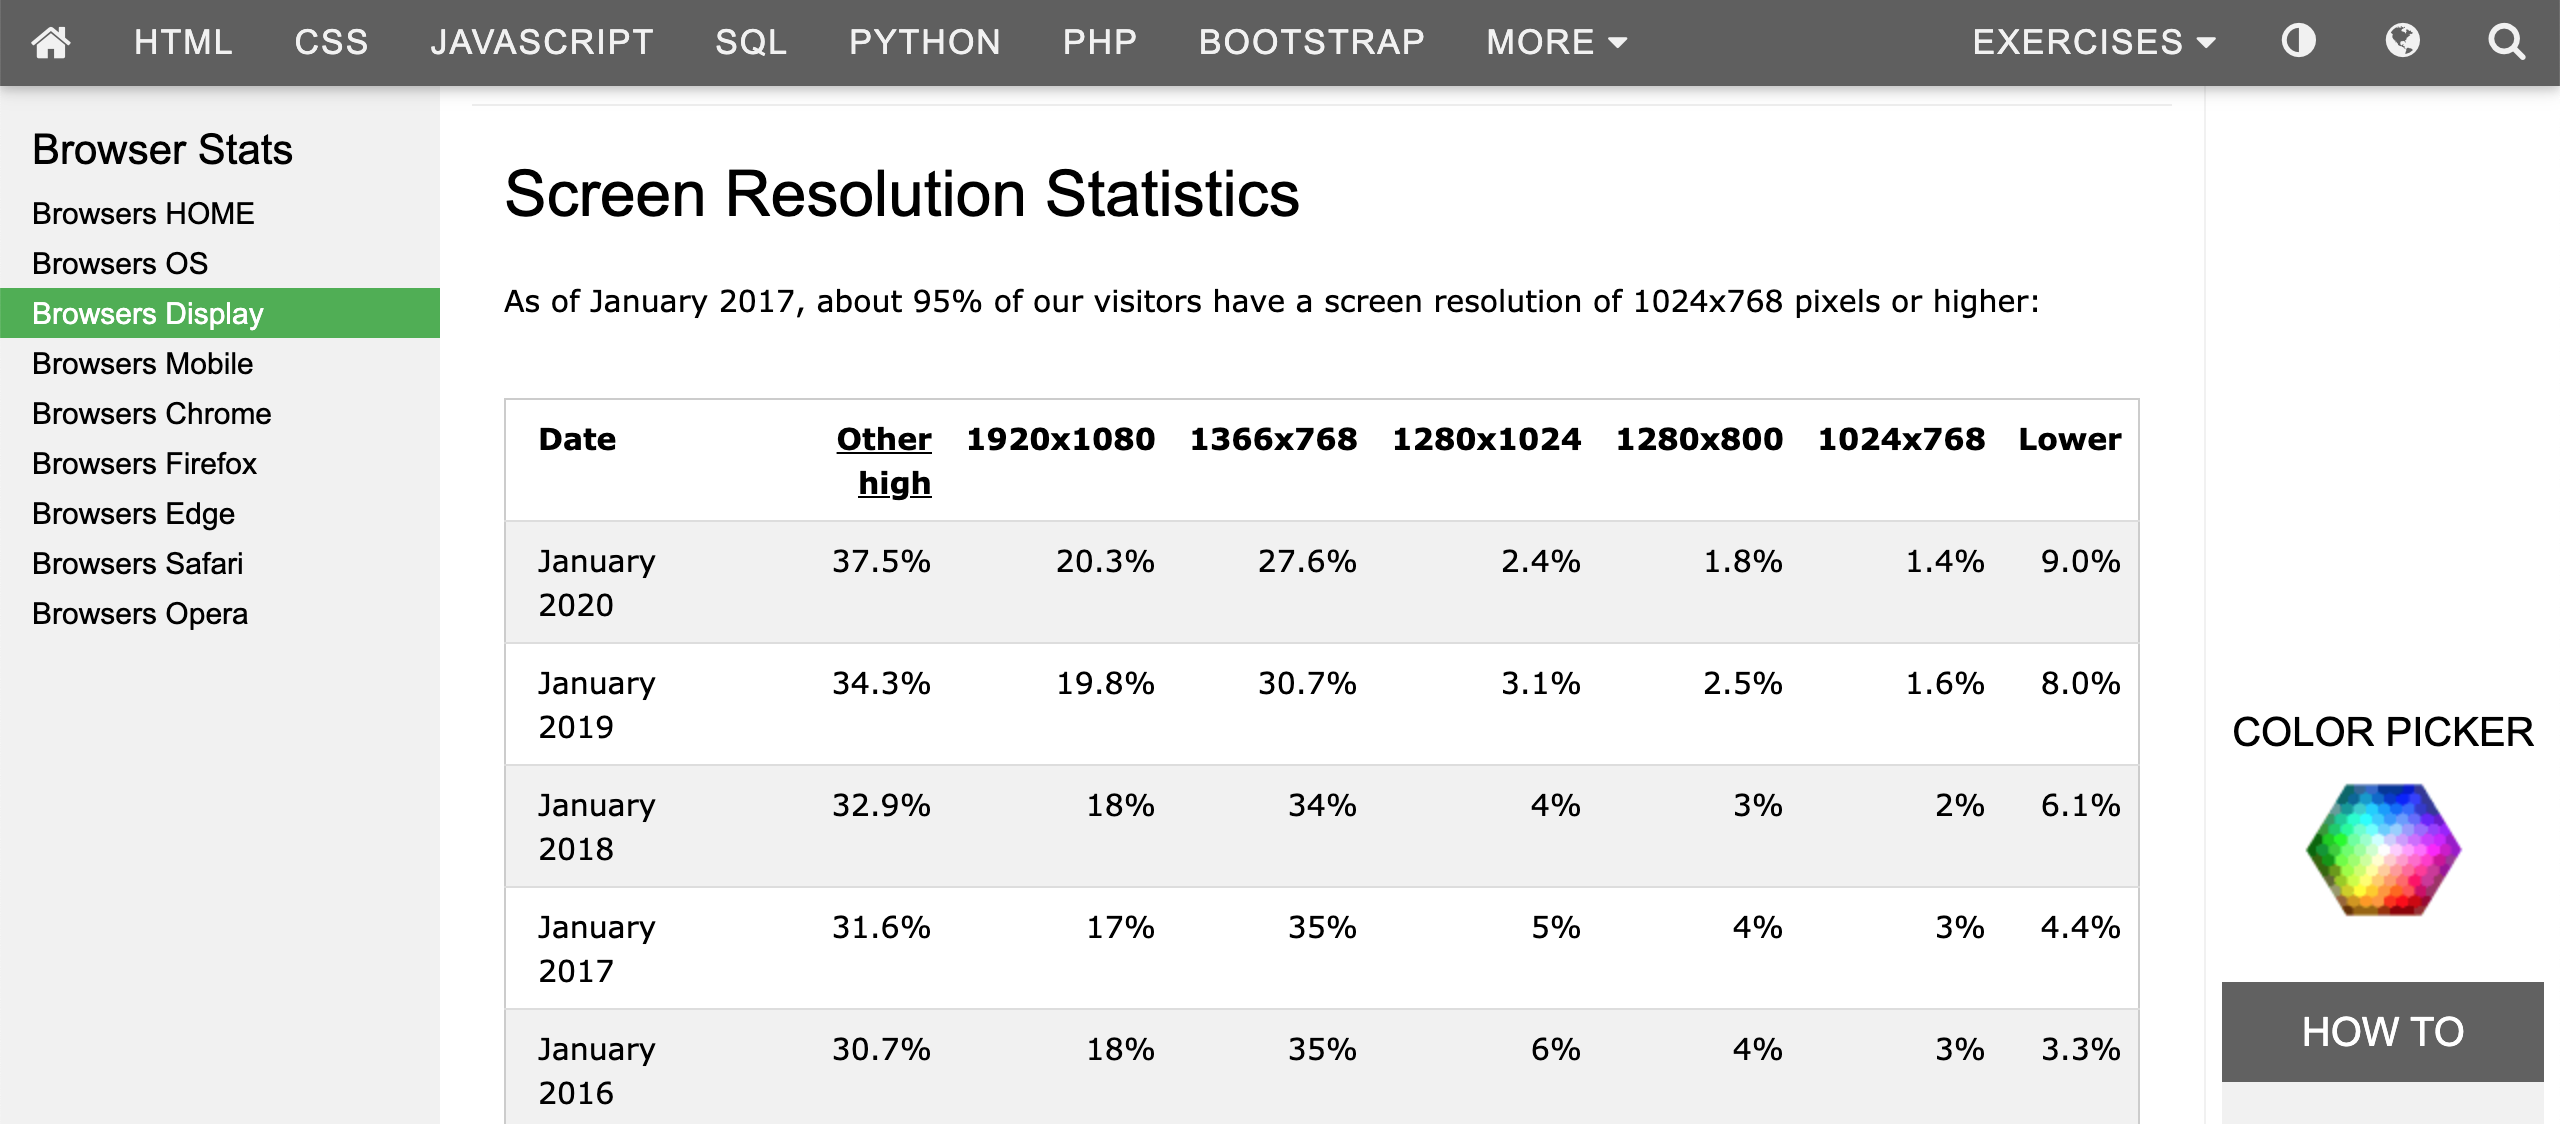 HTML CSS JAVASCRIPT SQL PYTHON PHP BOOTSTRAP MORE EXERCISES
Browser Stats
Browsers HOME
Browsers OS
Browsers Display
Browsers Mobile
Browsers Chrome
Browsers Firefox
Browsers Edge
Browsers Safari
Browsers Opera
Screen Resolution Statistics
As of January 2017, about 95% of our visitors have a screen resolution of 1024x768 pixels or higher:
Date Other 1920x1080 1366x768 1280x1024 1280x800 1024x768 Lower
high
January 37.5% 20.3% 27.6% 2.4% 1.8% 1.4% 9.0%
2020
January 34.3% 19.8% 30.7% 3.1% 2.5% 1.6% 8.0%
2019
January 32.9% 18% 34% 4% 3% 2% 6.1%
2018
January 31.6% 17% 35% 5% 4% 3% 4.4%
2017
January 30.7% 18% 35% 6% 4% 3% 3.3%
2016
COLOR PICKER
HOW TO